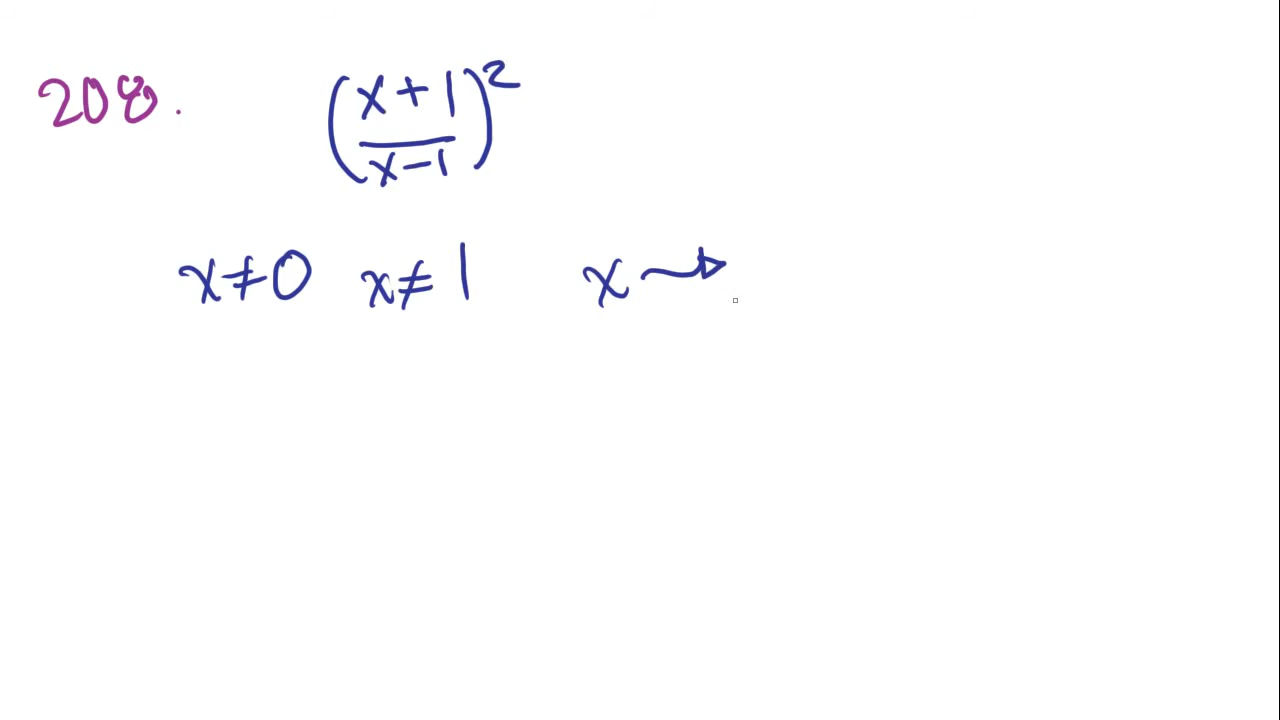 208. ((x+1)/(x-1))²
x≠0 x≠1 x →